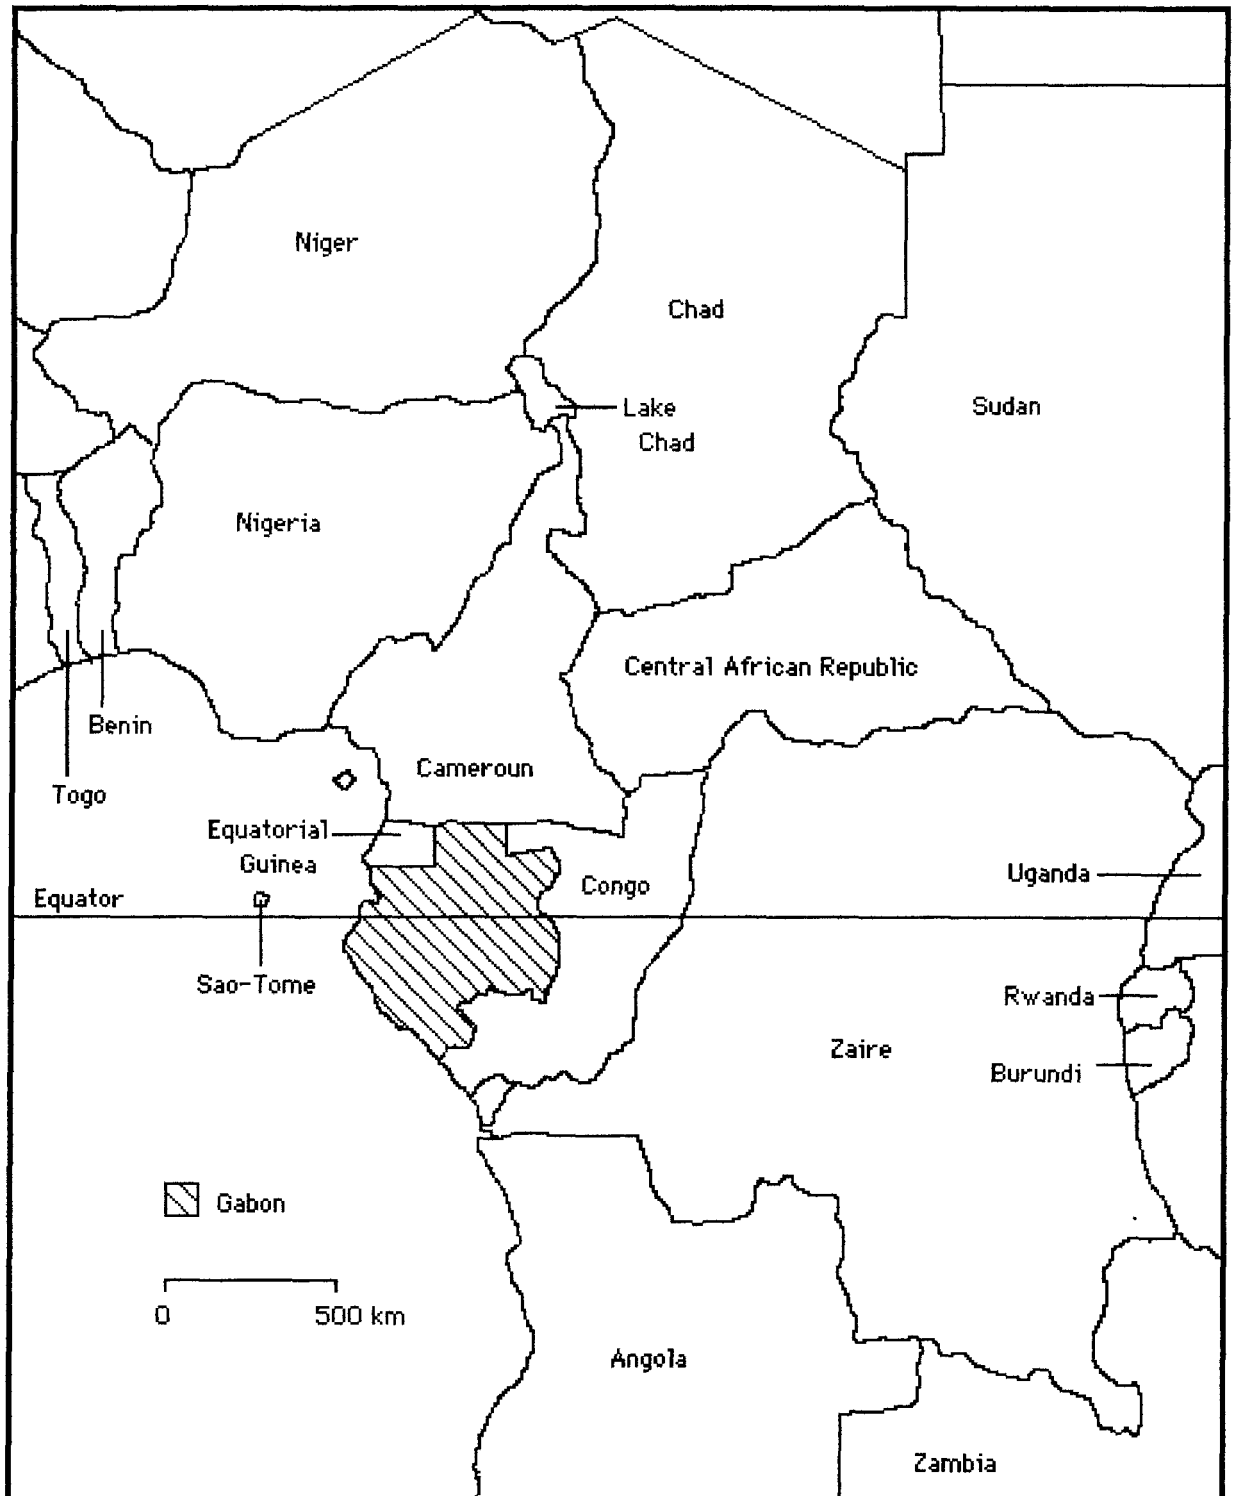 Niger
Chad
Lake
Chad
Sudan
Nigeria
Central African Republic
Benin
Cameroun
Togo
Equatorial
Guinea
Uganda
Congo
Equator
Sao-Tome
Rwanda
Zaire
Burundi
Gabon
0 500 km
Angola
Zambia